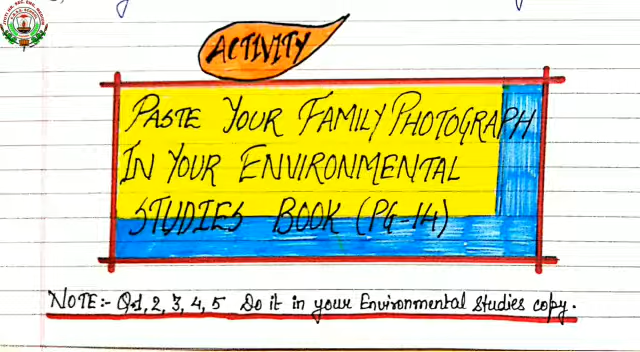 ACTIVITY
PASTE YOUR FAMILY PHOTOGRAPH
IN YOUR ENVIRONMENTAL
STUDIES BOOK (PG-14)
NOTE:- Q.1, 2, 3, 4, 5 Do it in your Environmental Studies copy.